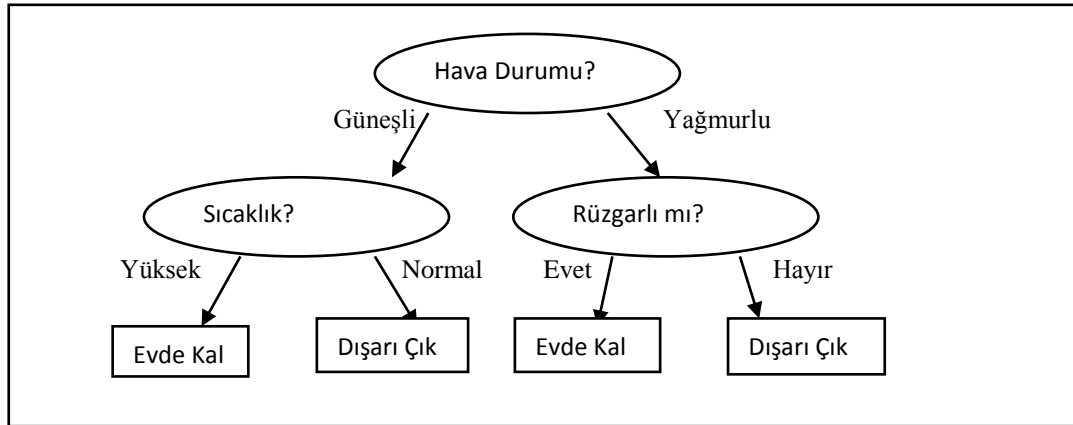 Hava Durumu?
Güneşli Yağmurlu
Sıcaklık? Rüzgarlı mı?
Yüksek Normal Evet Hayır
Evde Kal Dışarı Çık Evde Kal Dışarı Çık